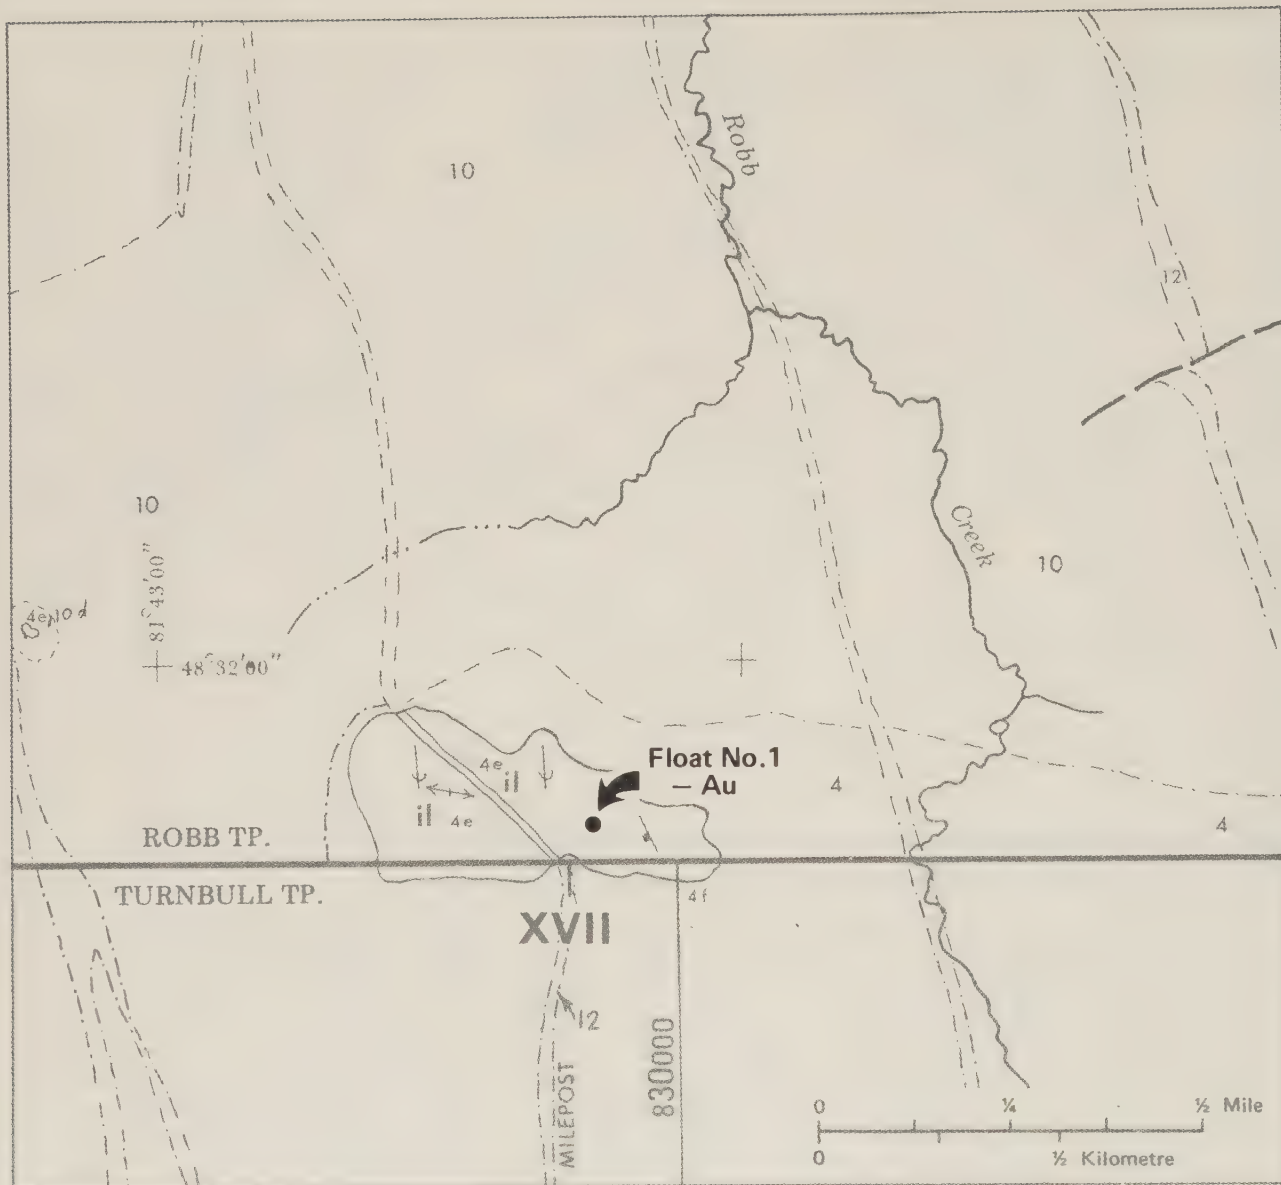 Robb
10
12
10
Creek
10
4e pod
81°43'00"
48°32'00"
Float No.1
– Au
4e
il
il
4e
4
4
ROBB TP.
TURNBULL TP.
4f
XVII
12
MILEPOST
830000
0 ¼ ½ Mile
0 ½ Kilometre